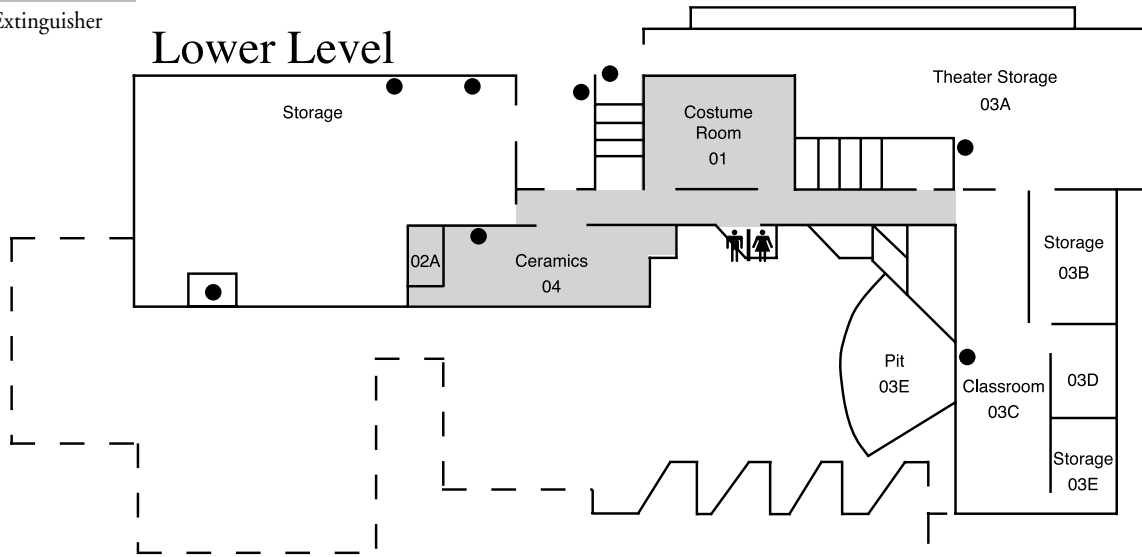 Extinguisher
Lower Level
Storage
Costume
Room
01
Theater Storage
03A
02A
Ceramics
04
Storage
03B
Pit
03E
Classroom
03C
03D
Storage
03E